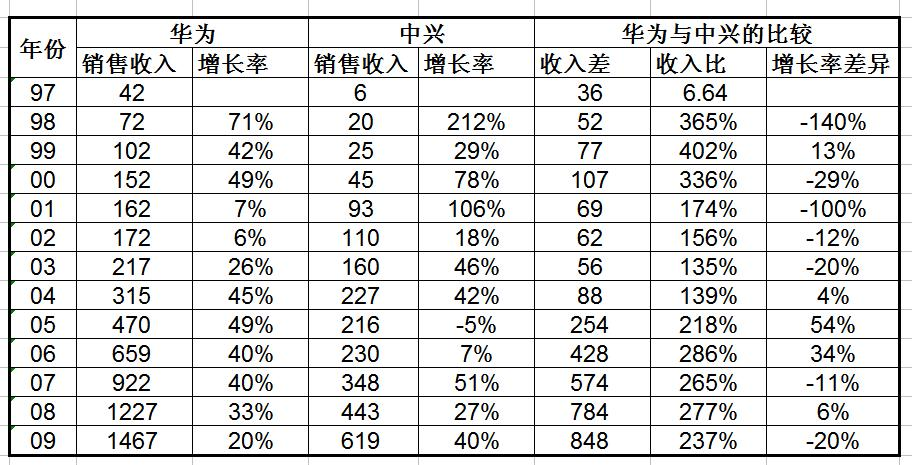 年份 华为 中兴 华为与中兴的比较
销售收入 增长率 销售收入 增长率 收入差 收入比 增长率差异
97 42 6 36 6.64
98 72 71% 20 212% 52 365% -140%
99 102 42% 25 29% 77 402% 13%
00 152 49% 45 78% 107 336% -29%
01 162 7% 93 106% 69 174% -100%
02 172 6% 110 18% 62 156% -12%
03 217 26% 160 46% 56 135% -20%
04 315 45% 227 42% 88 139% 4%
05 470 49% 216 -5% 254 218% 54%
06 659 40% 230 7% 428 286% 34%
07 922 40% 348 51% 574 265% -11%
08 1227 33% 443 27% 784 277% 6%
09 1467 20% 619 40% 848 237% -20%